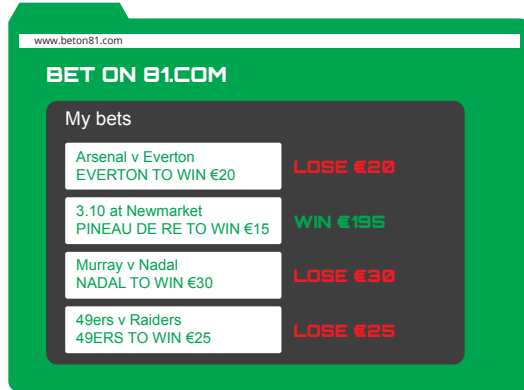 www.beton81.com
BET ON 81.COM
My bets
Arsenal v Everton
EVERTON TO WIN €20
LOSE €20
3.10 at Newmarket
PINEAU DE RE TO WIN €15
WIN €195
Murray v Nadal
NADAL TO WIN €30
LOSE €30
49ers v Raiders
49ERS TO WIN €25
LOSE €25